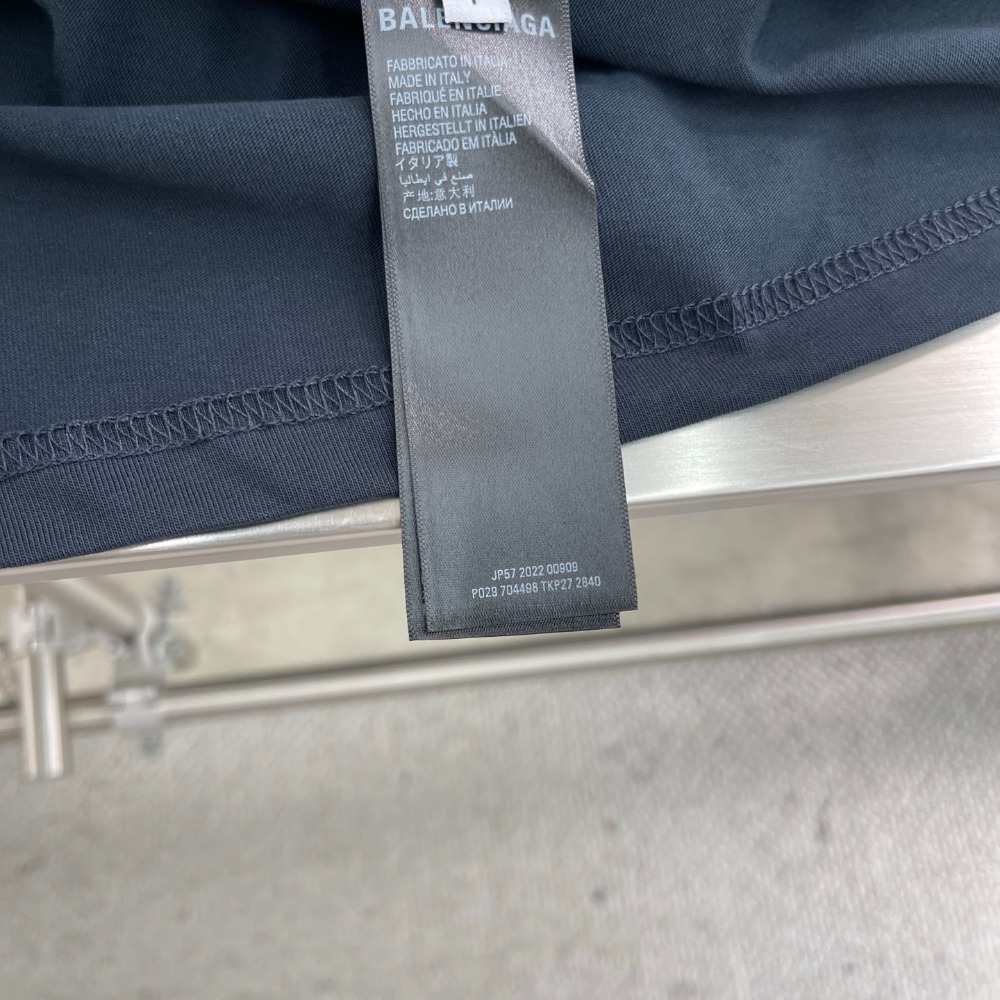 BALENCIAGA
FABBRICATO IN ITALIA
MADE IN ITALY
FABRIQUÉ EN ITALIE
HECHO EN ITALIA
HERGESTELLT IN ITALIEN
FABRICADO EM ITÀLIA
イタリア製
صنع في ايطاليا
产地:意大利
СДЕЛАНО В ИТАЛИИ
JP57 2022 00909
P029 704498 TKP27 2840